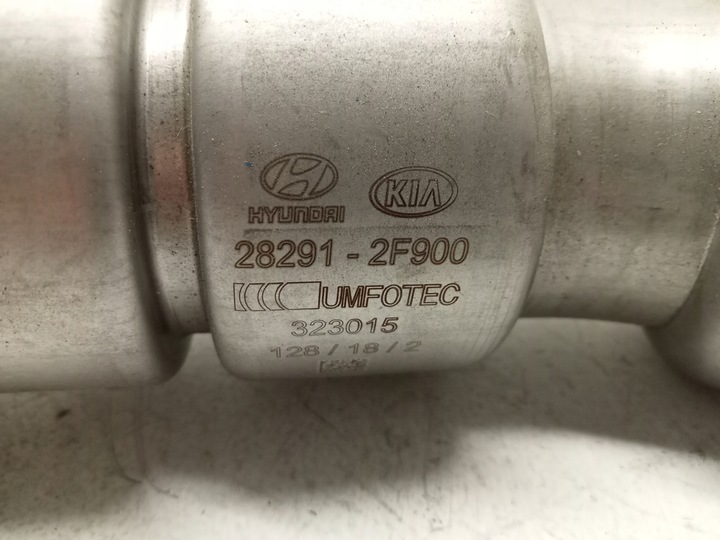 HYUNDAI KIA
28291 - 2F900
UMFOTEC
323015
128 / 18 / 2